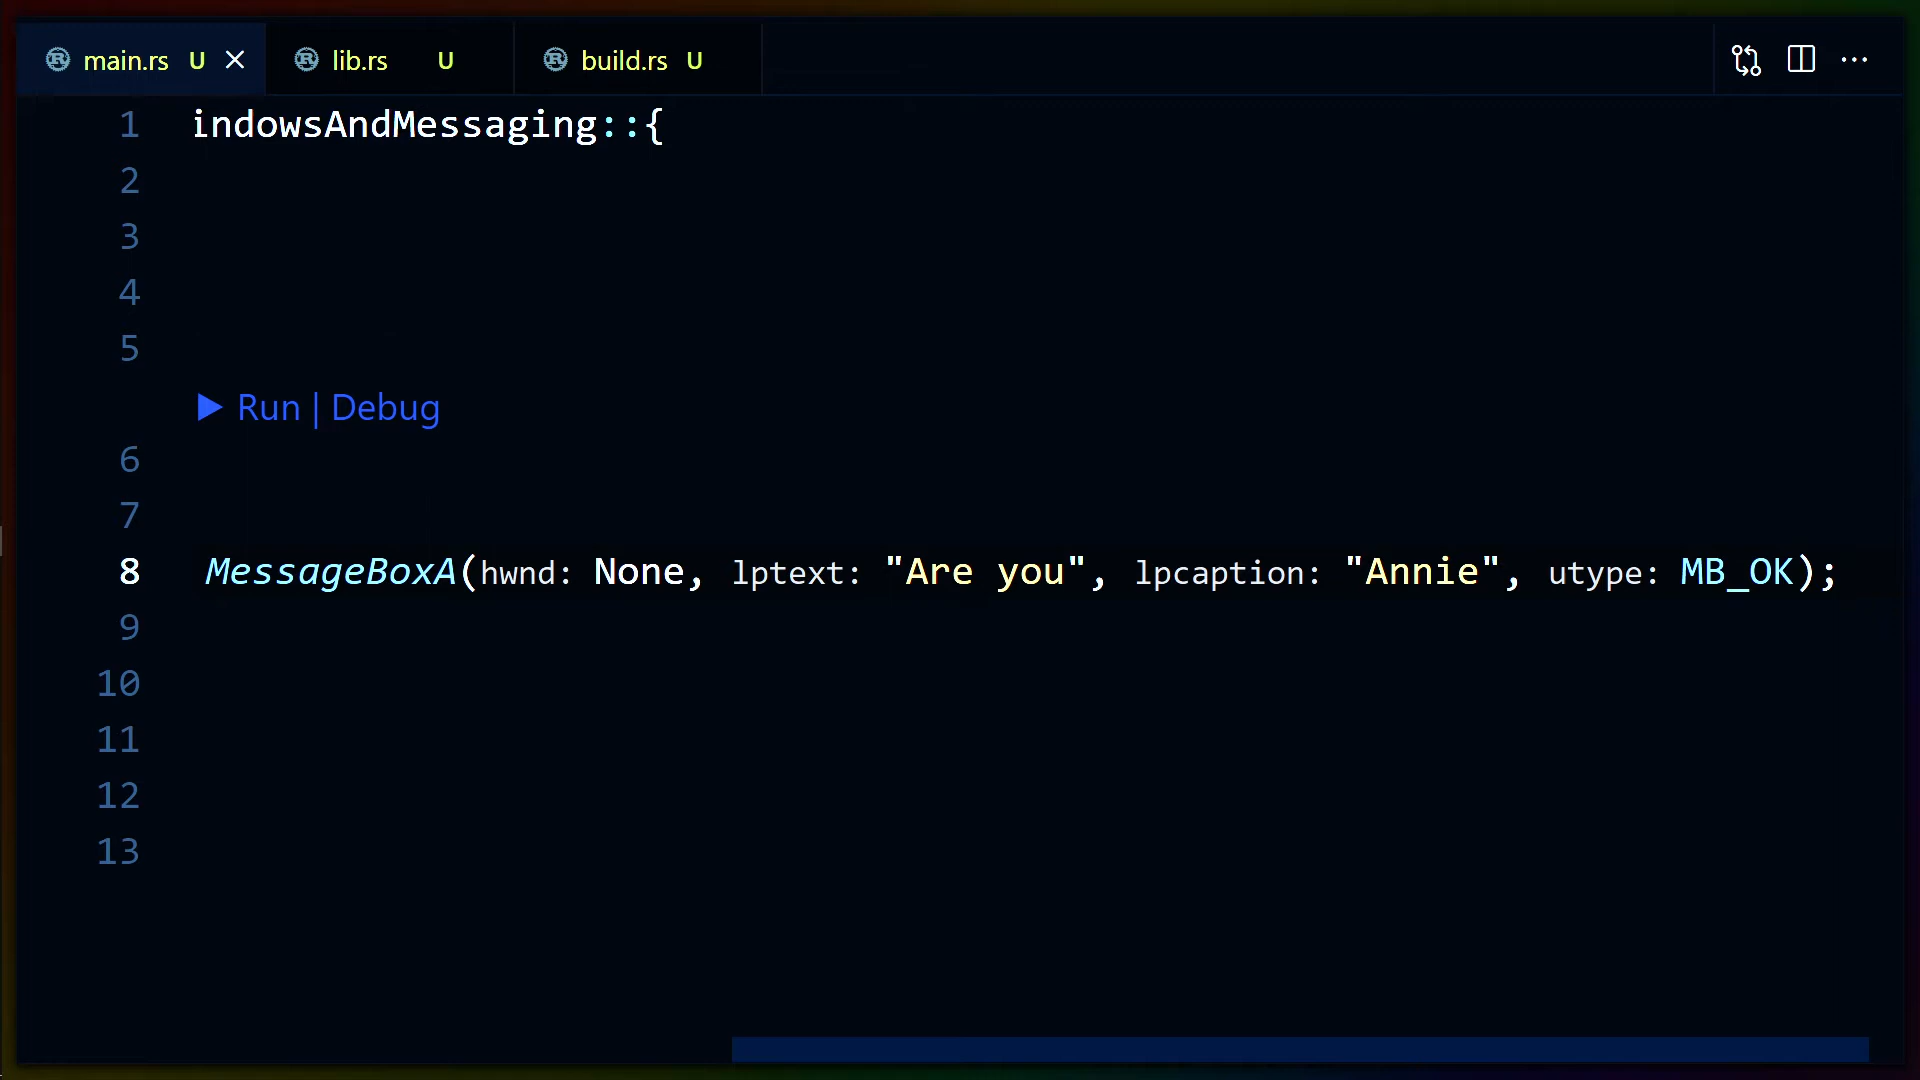 main.rs U
lib.rs U
build.rs U
1 indowsAndMessaging::{
2
3
4
5
Run | Debug
6
7
8 MessageBoxA(hwnd: None, lptext: "Are you", lpcaption: "Annie", utype: MB_OK);
9
10
11
12
13